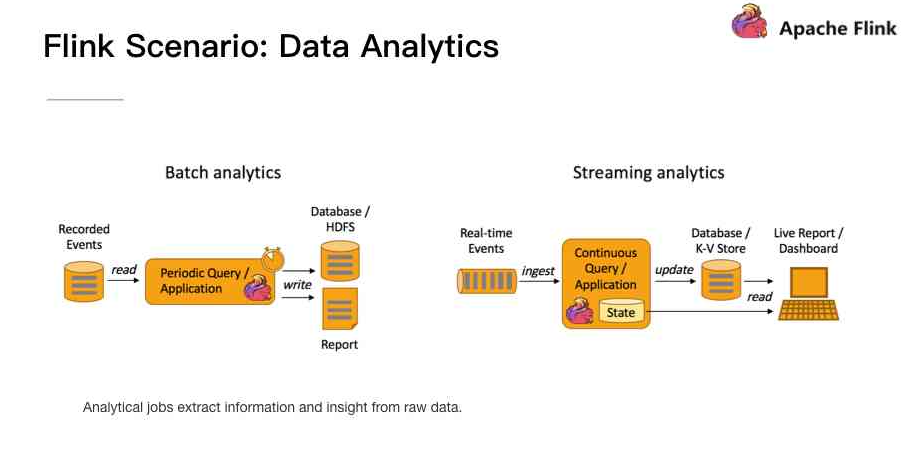 Apache Flink
Flink Scenario: Data Analytics
Batch analytics
Recorded
Events
read
Periodic Query /
Application
write
Database /
HDFS
Report
Streaming analytics
Real-time
Events
ingest
Continuous
Query /
Application
State
update
Database /
K-V Store
read
Live Report /
Dashboard
Analytical jobs extract information and insight from raw data.